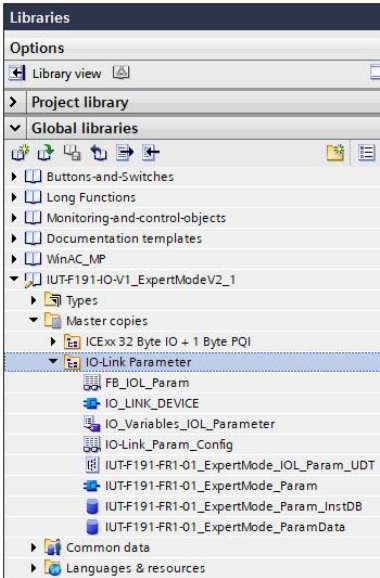 Libraries
Options
Library view
Project library
Global libraries
Buttons-and-Switches
Long Functions
Monitoring-and-control-objects
Documentation templates
WinAC_MP
IUT-F191-IO-V1_ExpertModeV2_1
Types
Master copies
ICExx 32 Byte IO + 1 Byte PQI
IO-Link Parameter
FB_IOL_Param
IO_LINK_DEVICE
IO_Variables_IOL_Parameter
IO-Link_Param_Config
IUT-F191-FR1-01_ExpertMode_IOL_Param_UDT
IUT-F191-FR1-01_ExpertMode_Param
IUT-F191-FR1-01_ExpertMode_Param_InstDB
IUT-F191-FR1-01_ExpertMode_ParamData
Common data
Languages & resources